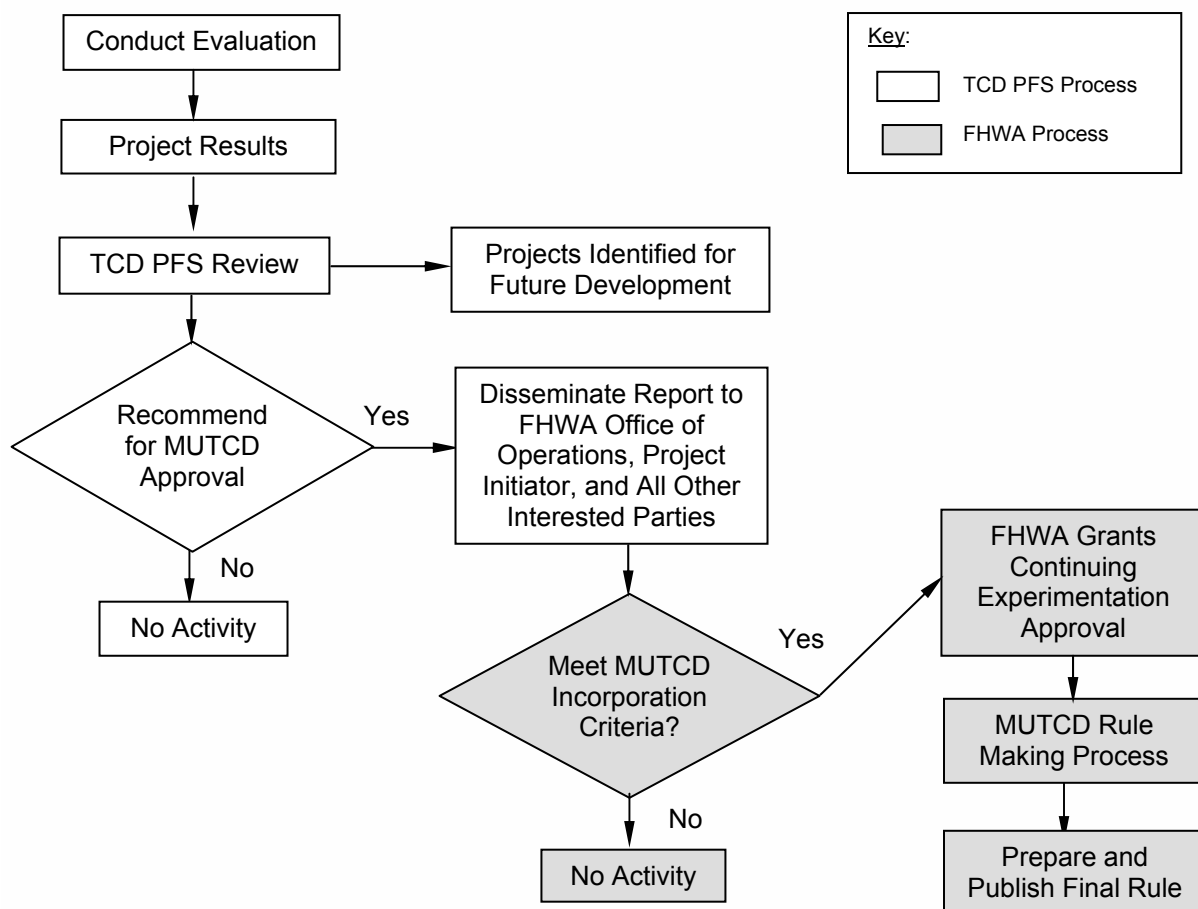 Conduct Evaluation
Key:
TCD PFS Process
FHWA Process
Project Results
TCD PFS Review
Projects Identified for
Future Development
Recommend
for MUTCD
Approval
Yes
Disseminate Report to
FHWA Office of
Operations, Project
Initiator, and All Other
Interested Parties
No
No Activity
Meet MUTCD
Incorporation
Criteria?
Yes
No
No Activity
FHWA Grants
Continuing
Experimentation
Approval
MUTCD Rule
Making Process
Prepare and
Publish Final Rule